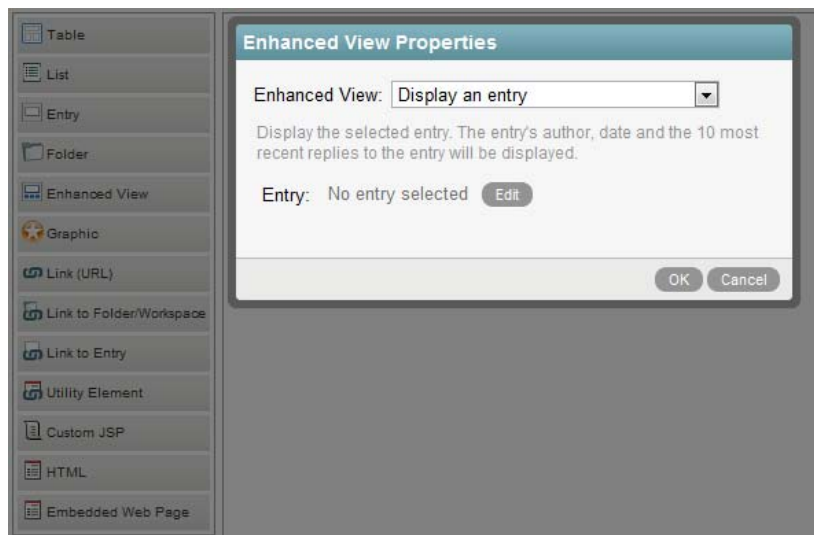 Table
List
Entry
Folder
Enhanced View
Graphic
Link (URL)
Link to Folder/Workspace
Link to Entry
Utility Element
Custom JSP
HTML
Embedded Web Page
Enhanced View Properties
Enhanced View: Display an entry
Display the selected entry. The entry's author, date and the 10 most
recent replies to the entry will be displayed.
Entry: No entry selected Edit
OK Cancel